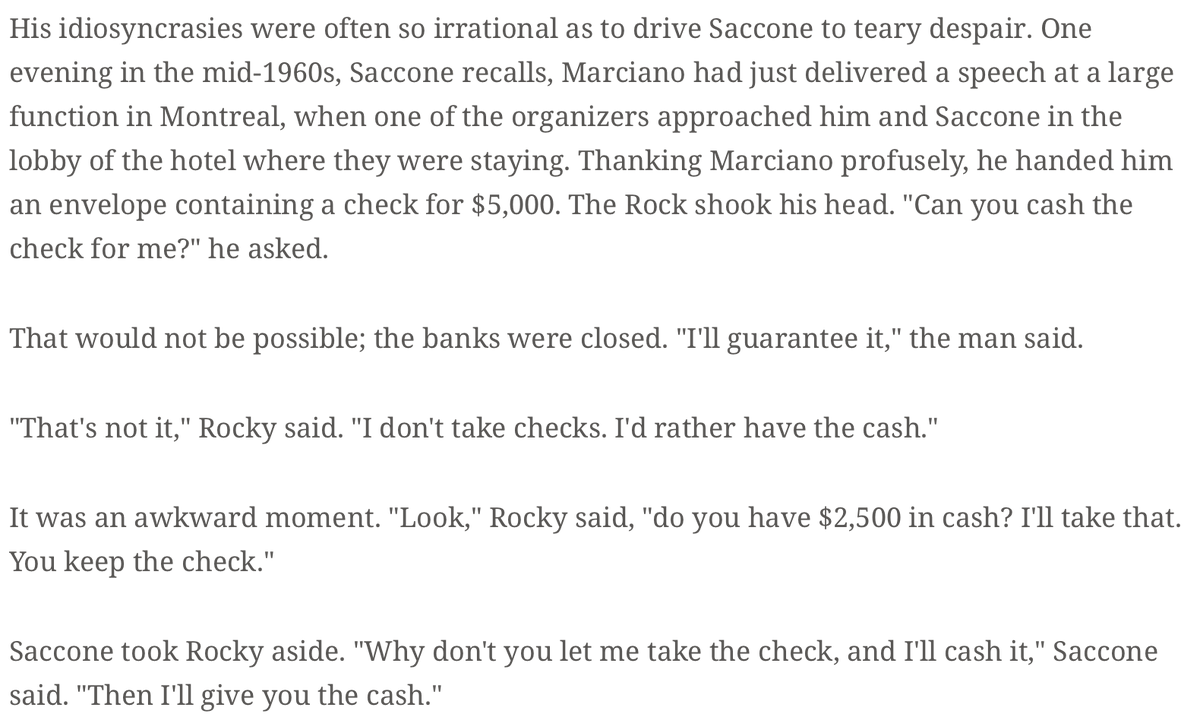 His idiosyncrasies were often so irrational as to drive Saccone to teary despair. One
evening in the mid-1960s, Saccone recalls, Marciano had just delivered a speech at a large
function in Montreal, when one of the organizers approached him and Saccone in the
lobby of the hotel where they were staying. Thanking Marciano profusely, he handed him
an envelope containing a check for $5,000. The Rock shook his head. "Can you cash the
check for me?" he asked.
That would not be possible; the banks were closed. "I'll guarantee it," the man said.
"That's not it," Rocky said. "I don't take checks. I'd rather have the cash."
It was an awkward moment. "Look," Rocky said, "do you have $2,500 in cash? I'll take that.
You keep the check."
Saccone took Rocky aside. "Why don't you let me take the check, and I'll cash it," Saccone
said. "Then I'll give you the cash."